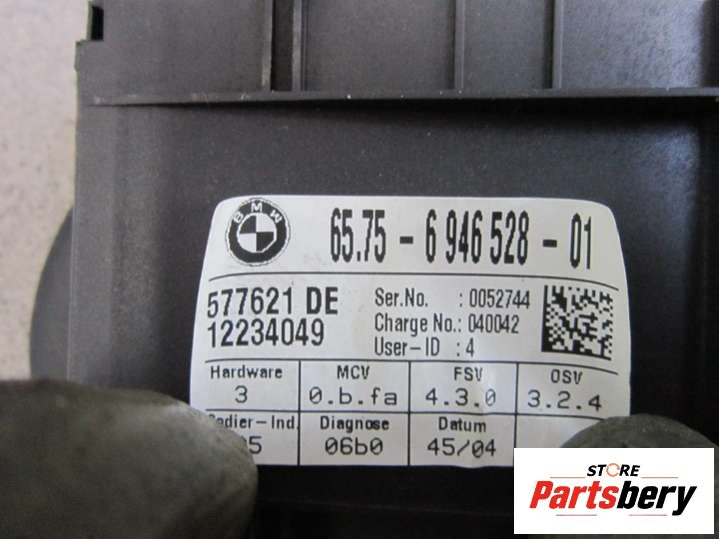 BMW
65.75 - 6 946 528 - 01
577621 DE
12234049
Ser.No. : 0052744
Charge No.: 040042
User-ID : 4
Hardware MCV FSV OSV
3 0.b.fa 4.3.0 3.2.4
Diagnose Datum
06b0 45/04
STORE
Partsbery